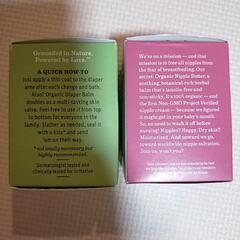 Grounded in Nature,
Powered by Love.™
A QUICK HOW-TO
Just apply a thin coat to the diaper
area after each change and bath.
Also? Organic Diaper Balm
doubles as a multi-tasking skin
salve. Feel free to use it from top
to bottom for everyone in the
family. Slather as needed, seal it
with a kiss* and send
'em on their way.
*not totally necessary but
highly recommended.
Dermatologist tested and
clinically tested for irritation
We're on a mission — and that
mission is to free all nipples from
the fear of breastfeeding. Our
secret: Organic Nipple Butter, a
soothing, botanical-rich herbal
balm that's lanolin-free and
non-sticky. It's 100% organic — and
the first Non-GMO Project Verified
nipple cream — because we figured
it might get in your baby's mouth.
So, no need to wash it off before
nursing! Nipples? Happy. Dry skin?
Moisturized. And onward we go
toward worldwide nipple salvation.
Join us, won't you?